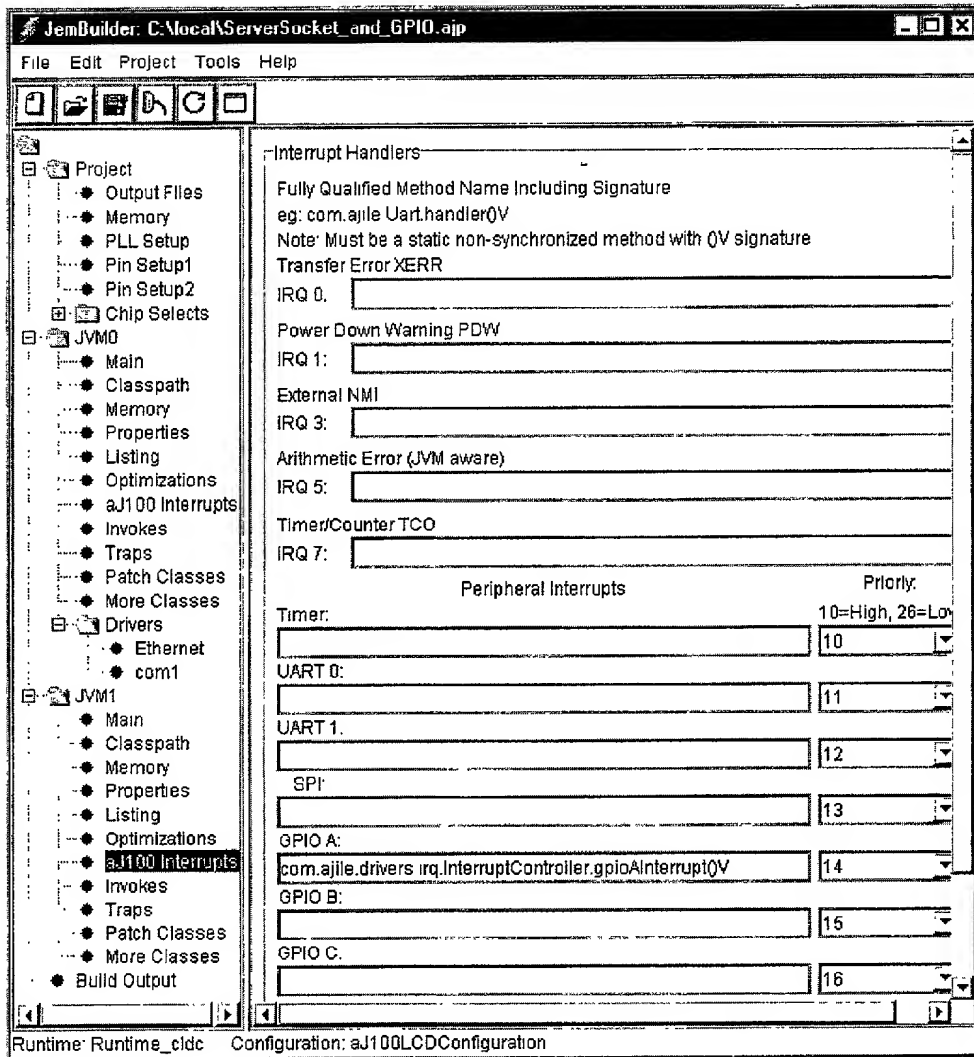 JemBuilder: C:\local\ServerSocket_and_GPIO.ajp
File Edit Project Tools Help
Project
Output Files
Memory
PLL Setup
Pin Setup1
Pin Setup2
Chip Selects
JVM0
Main
Classpath
Memory
Properties
Listing
Optimizations
aJ100 Interrupts
Invokes
Traps
Patch Classes
More Classes
Drivers
Ethernet
com1
JVM1
Main
Classpath
Memory
Properties
Listing
Optimizations
aJ100 Interrupts
Invokes
Traps
Patch Classes
More Classes
Build Output
Interrupt Handlers
Fully Qualified Method Name Including Signature
eg: com.ajile Uart.handler()V
Note: Must be a static non-synchronized method with ()V signature
Transfer Error XERR
IRQ 0.
Power Down Warning PDW
IRQ 1:
External NMI
IRQ 3:
Arithmetic Error (JVM aware)
IRQ 5:
Timer/Counter TCO
IRQ 7:
Peripheral Interrupts Priority:
Timer: 10=High, 26=Lo
10
UART 0:
11
UART 1.
12
SPI:
13
GPIO A:
com.ajile.drivers irq.InterruptController.gpioAInterrupt()V 14
GPIO B:
15
GPIO C.
16
Runtime: Runtime_cldc Configuration: aJ100LCDConfiguration